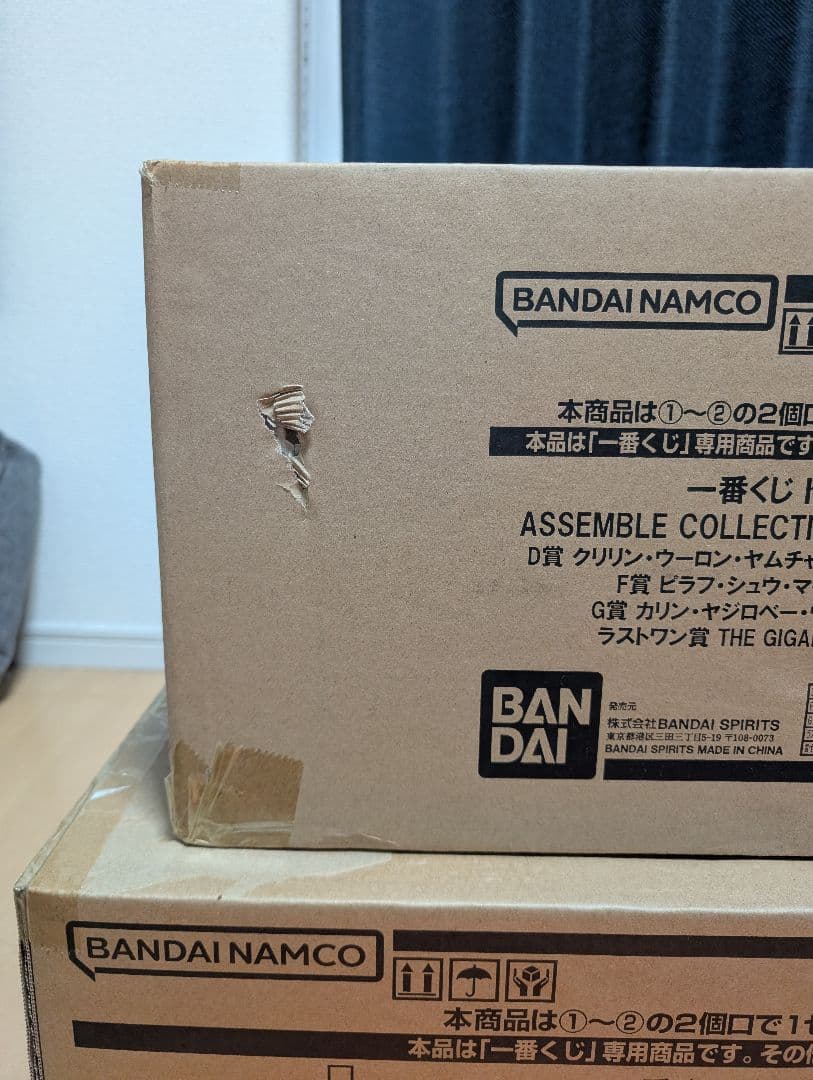 BANDAI NAMCO
本商品は①～②の2個口
本品は「一番くじ」専用商品です
一番くじ
ASSEMBLE COLLECTI
D賞 クリリン・ウーロン・ヤムチャ
F賞 ピラフ・シュウ・マ
G賞 カリン・ヤジロベー・
ラストワン賞 THE GIGA
BAN
DAI
発売元
株式会社BANDAI SPIRITS
東京都港区三田三丁目5-19 〒108-0073
BANDAI SPIRITS MADE IN CHINA
BANDAI NAMCO
本商品は①～②の2個口で1
本品は「一番くじ」専用商品です。その